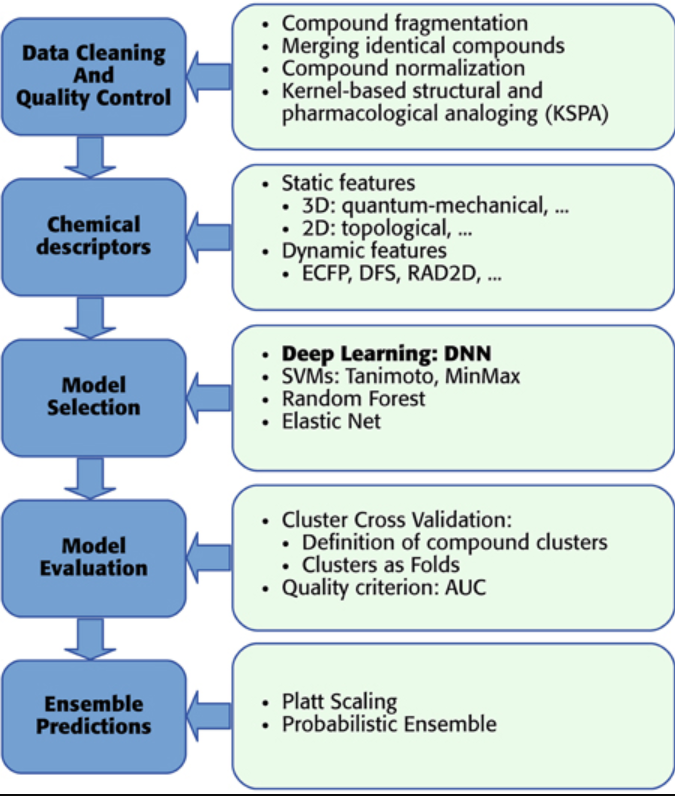 Data Cleaning
And
Quality Control
• Compound fragmentation
• Merging identical compounds
• Compound normalization
• Kernel-based structural and
pharmacological analoging (KSPA)
Chemical
descriptors
• Static features
• 3D: quantum-mechanical, ...
• 2D: topological, ...
• Dynamic features
• ECFP, DFS, RAD2D, ...
Model
Selection
• Deep Learning: DNN
• SVMs: Tanimoto, MinMax
• Random Forest
• Elastic Net
Model
Evaluation
• Cluster Cross Validation:
• Definition of compound clusters
• Clusters as Folds
• Quality criterion: AUC
Ensemble
Predictions
• Platt Scaling
• Probabilistic Ensemble